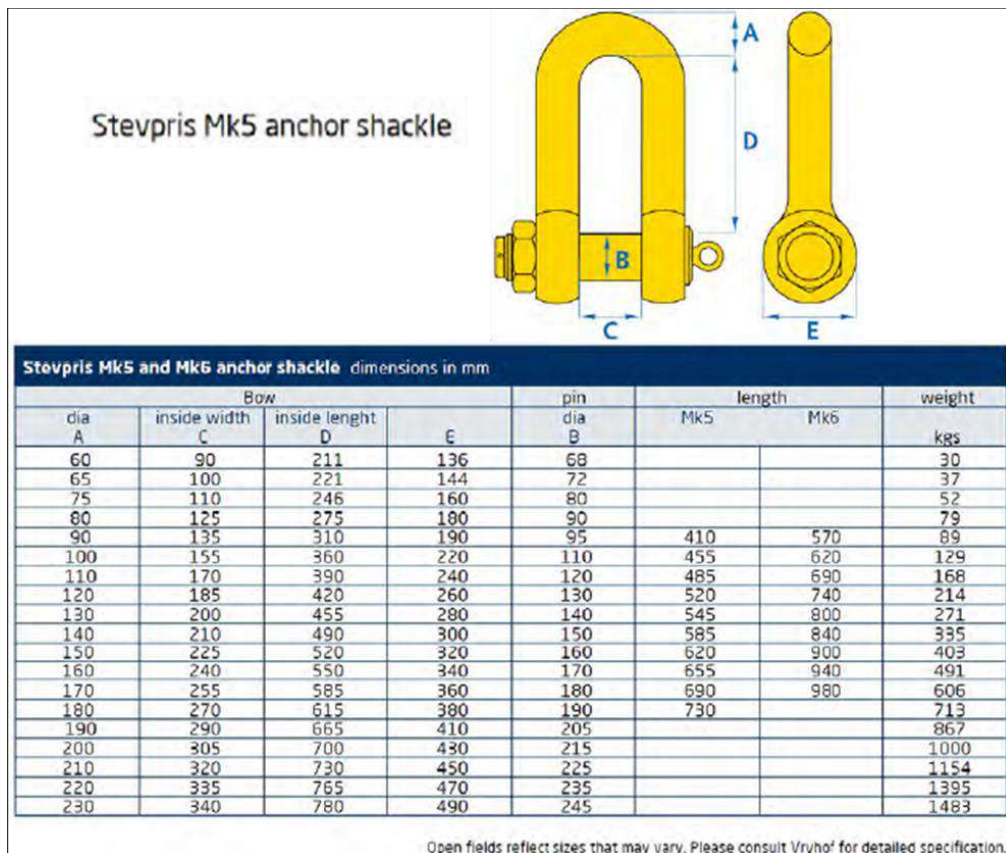 Stevpris Mk5 anchor shackle
A
D
B
C
E
Stevpris Mk5 and Mk6 anchor shackle dimensions in mm
Bow pin length weight
dia inside width inside lenght dia Mk5 Mk6
A C D E B kgs
60 90 211 136 68 30
65 100 221 144 72 37
75 110 246 160 80 52
80 125 275 180 90 79
90 135 310 190 95 410 570 89
100 155 360 220 110 455 620 129
110 170 390 240 120 485 690 168
120 185 420 260 130 520 740 214
130 200 455 280 140 545 800 271
140 210 490 300 150 585 840 335
150 225 520 320 160 620 900 403
160 240 550 340 170 655 940 491
170 255 585 360 180 690 980 606
180 270 615 380 190 730 713
190 290 665 410 205 867
200 305 700 430 215 1000
210 320 730 450 225 1154
220 335 765 470 235 1395
230 340 780 490 245 1483
Open fields reflect sizes that may vary. Please consult Vryhof for detailed specification.